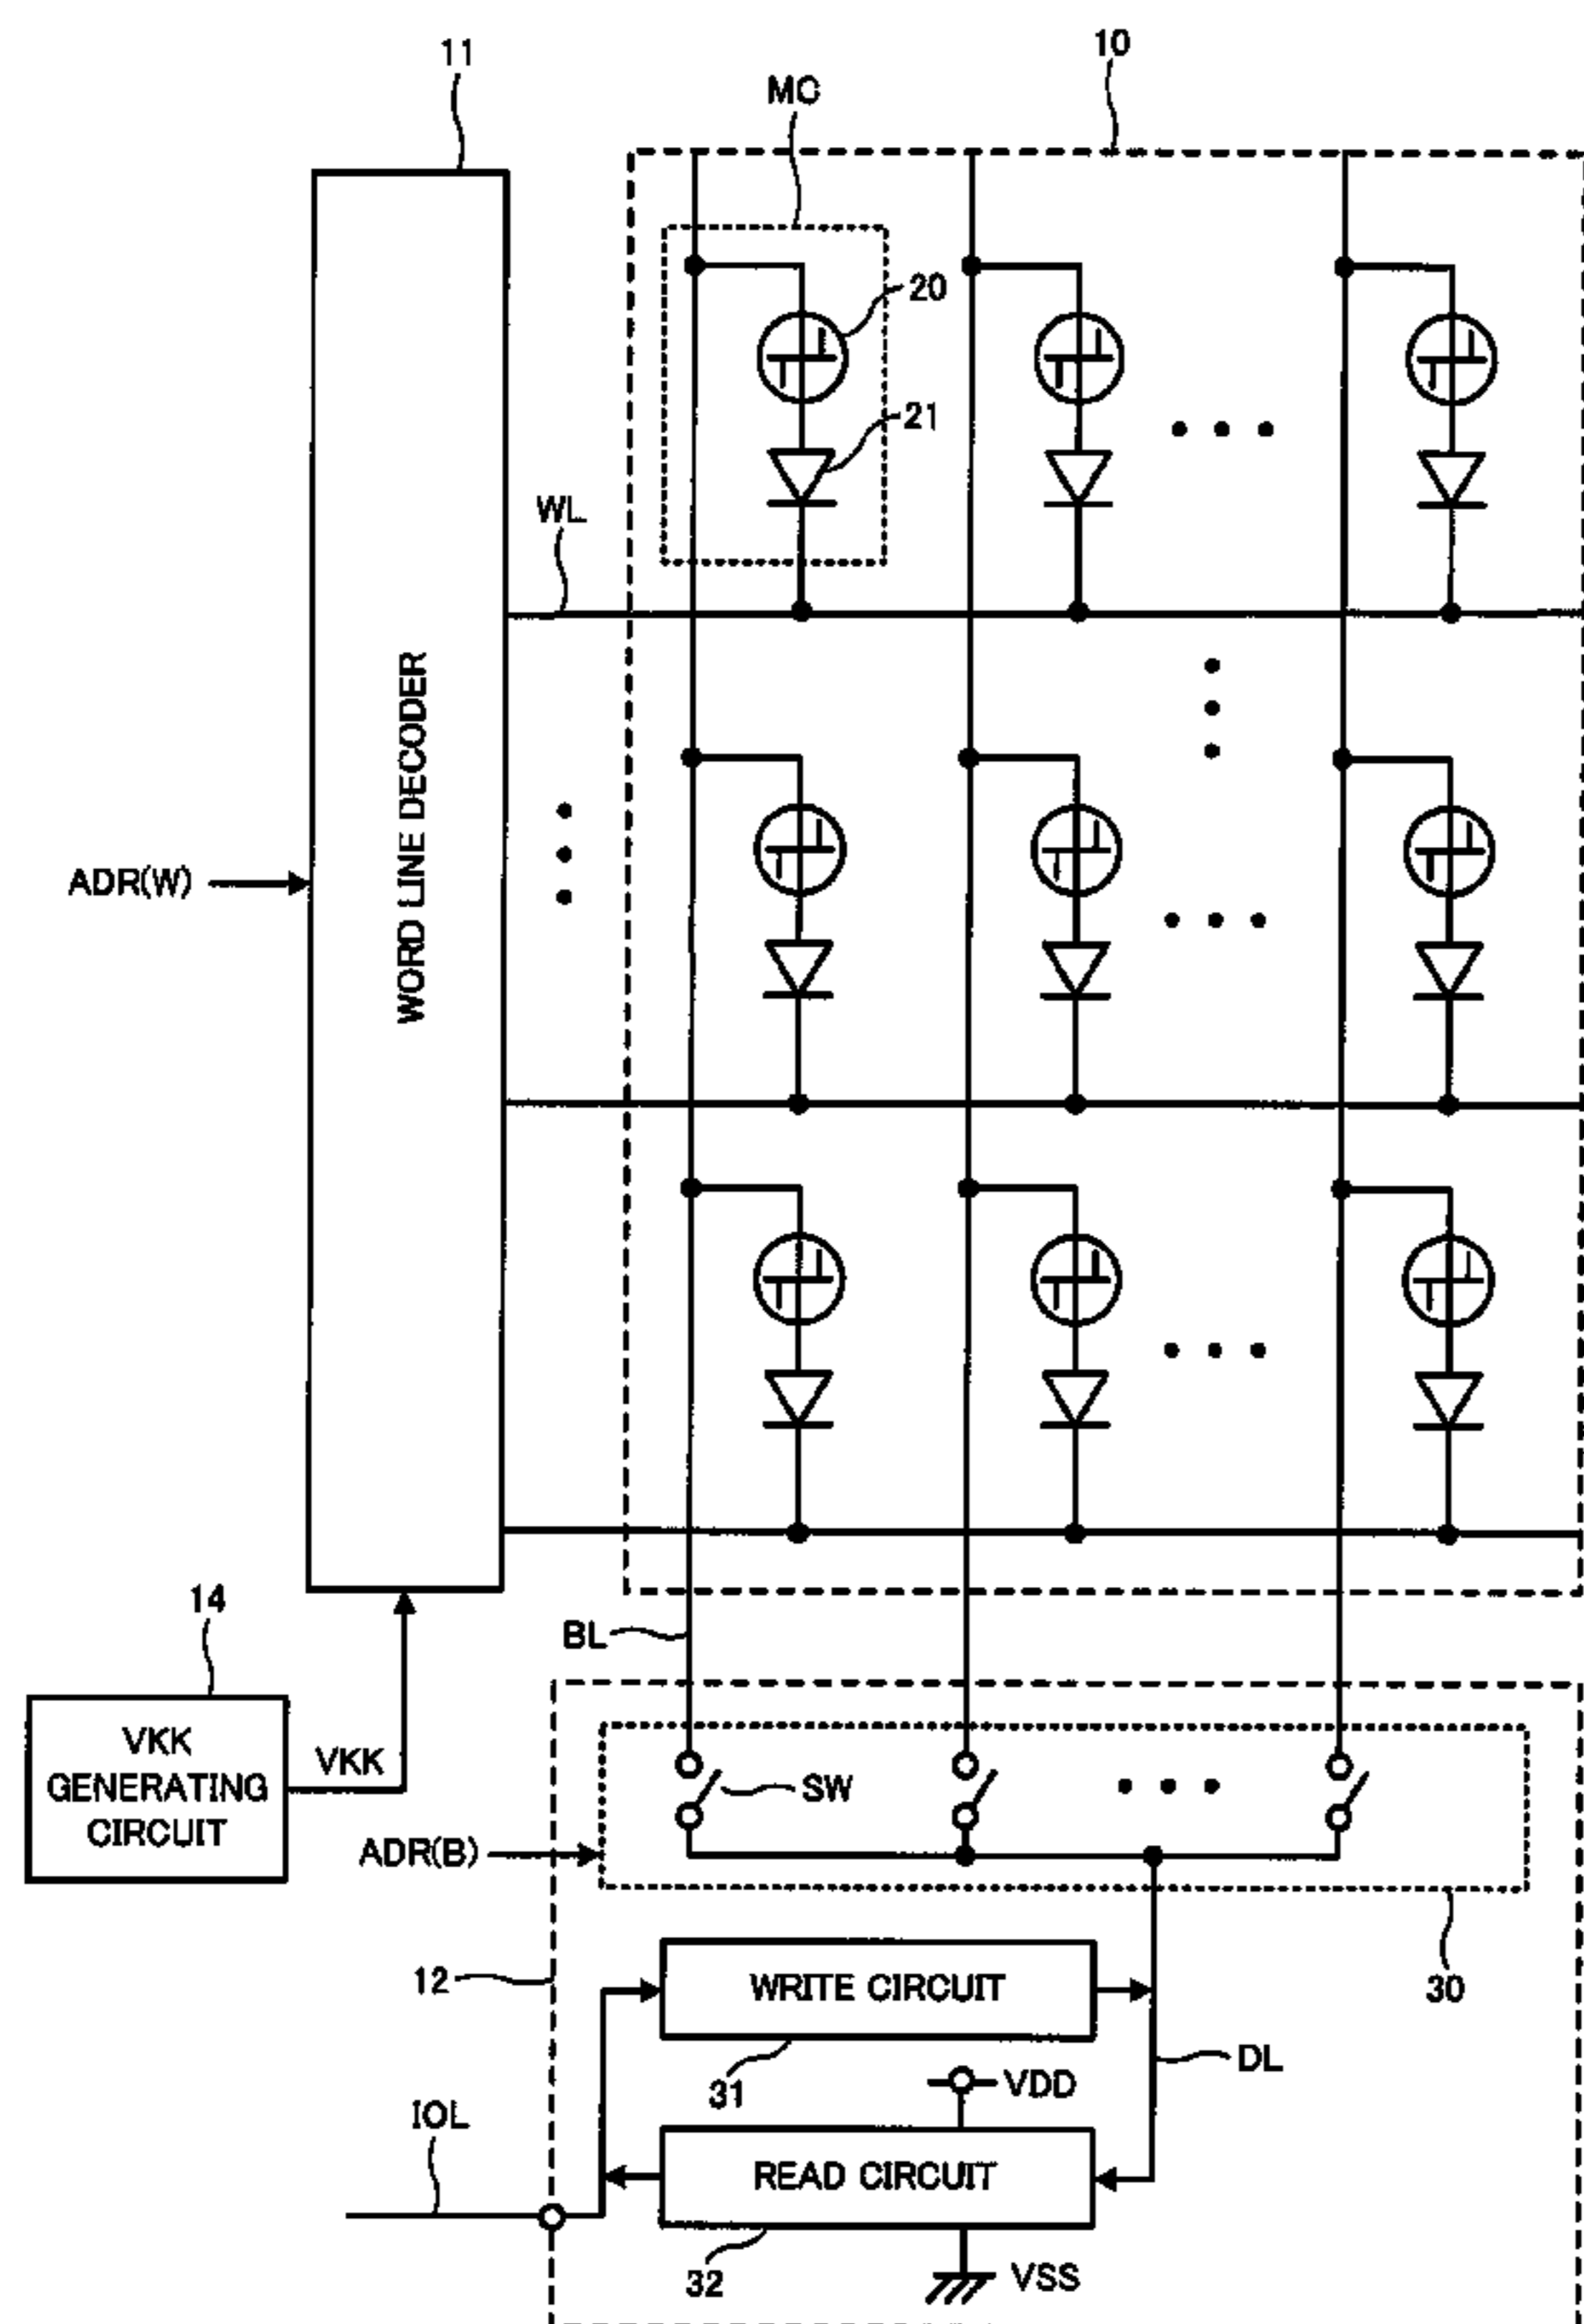 11
10
MC
20
21
WL
WORD LINE DECODER
ADR(W)
14
BL
VKK
GENERATING
CIRCUIT
VKK
SW
ADR(B)
12
WRITE CIRCUIT
30
31
VDD
DL
IOL
READ CIRCUIT
32
VSS